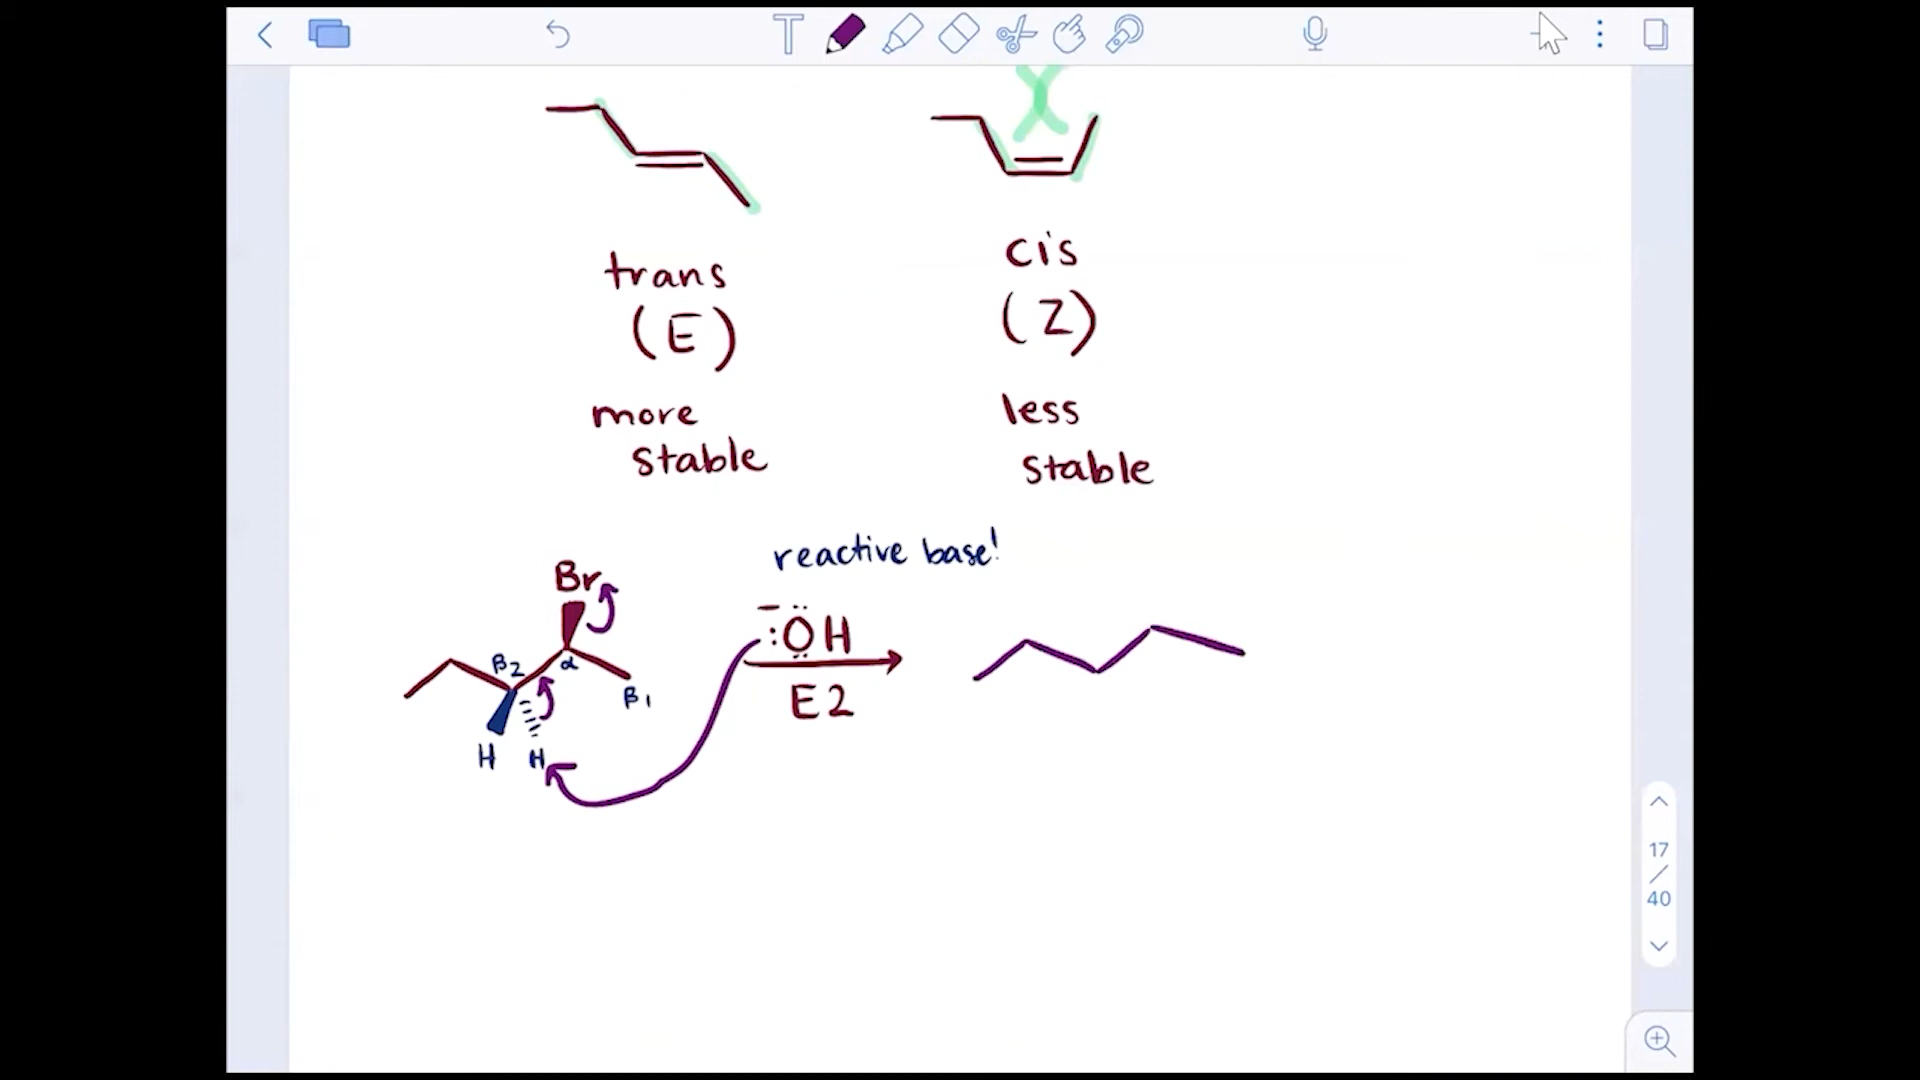 trans
(E)
more
stable
cis
(Z)
less
stable
reactive base!
Br
β2
α
β1
H
H
:ÖH
E2
17
/
40